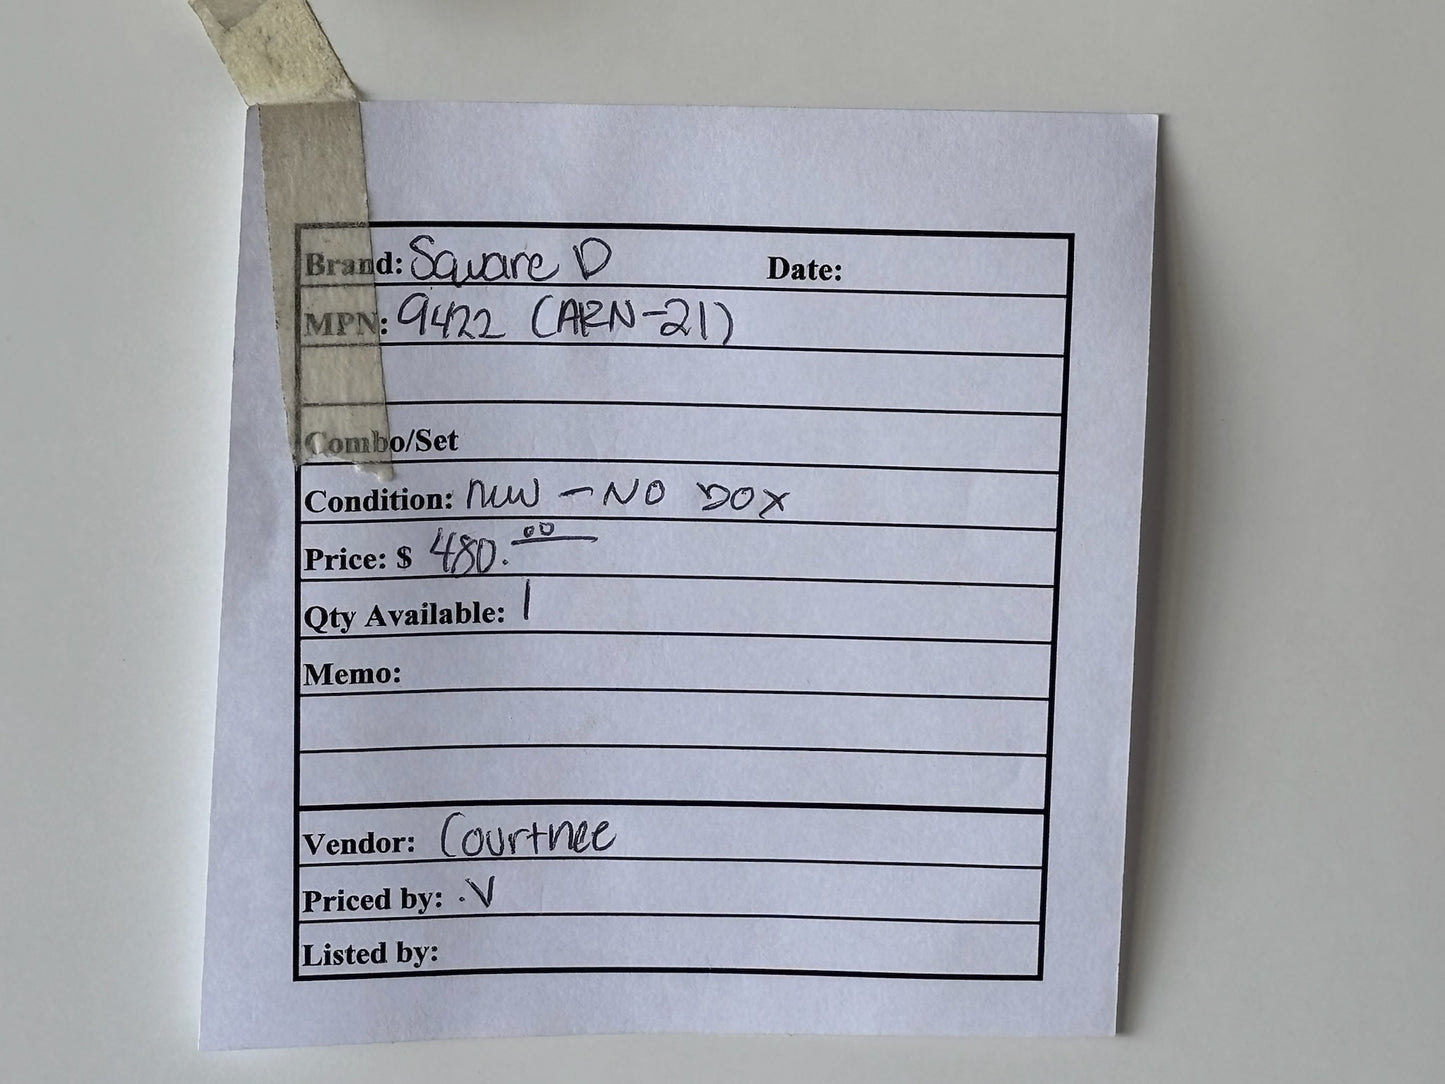 Brand: Square D Date:
MPN: 9422 (ARN-21)
Combo/Set
Condition: new - NO BOX
Price: $ 480.00
Qty Available: 1
Memo:
Vendor: Courtnee
Priced by: .V
Listed by: